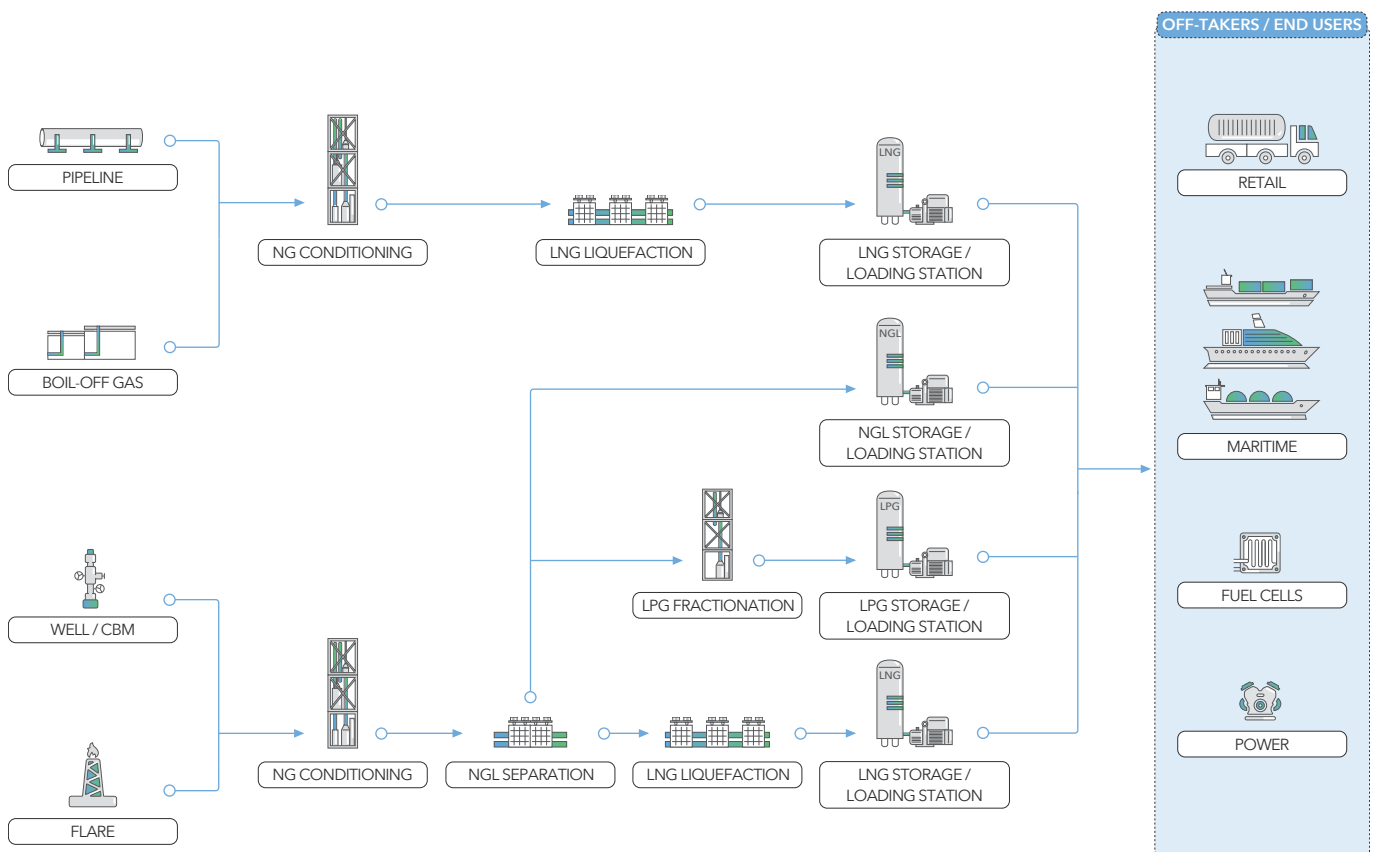 OFF-TAKERS / END USERS
PIPELINE
NG CONDITIONING
LNG LIQUEFACTION
LNG
LNG STORAGE /
LOADING STATION
RETAIL
BOIL-OFF GAS
NGL
NGL STORAGE /
LOADING STATION
MARITIME
WELL / CBM
LPG FRACTIONATION
LPG
LPG STORAGE /
LOADING STATION
FUEL CELLS
FLARE
NG CONDITIONING
NGL SEPARATION
LNG LIQUEFACTION
LNG
LNG STORAGE /
LOADING STATION
POWER